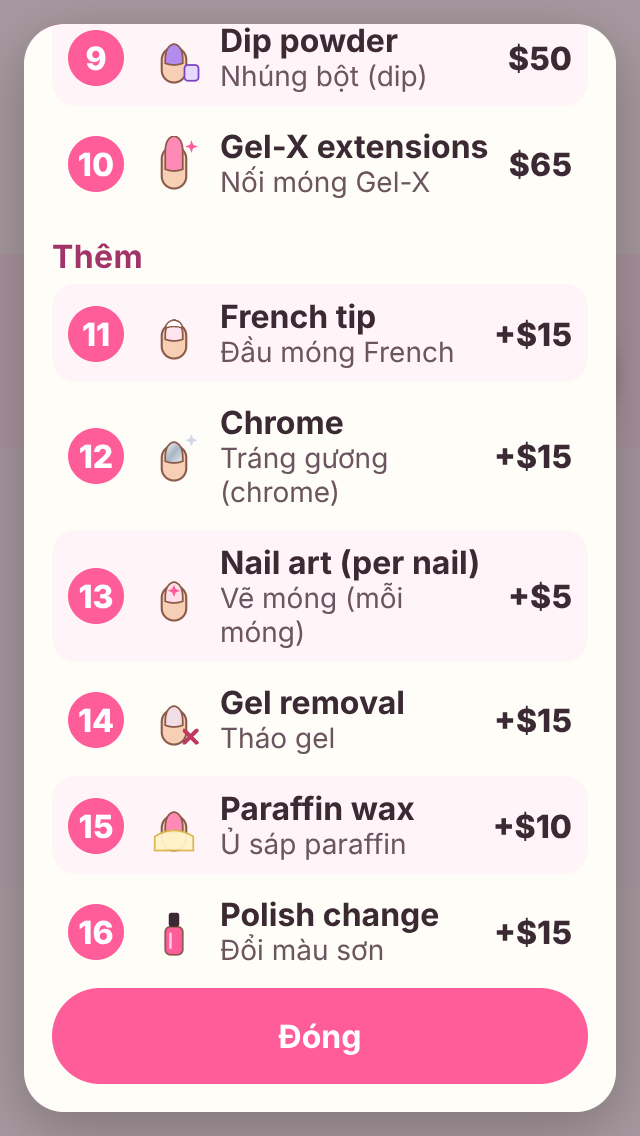 9
Dip powder
Nhúng bột (dip)
$50
10
Gel-X extensions
Nối móng Gel-X
$65
Thêm
11
French tip
Đầu móng French
+$15
12
Chrome
Tráng gương
(chrome)
+$15
13
Nail art (per nail)
Vẽ móng (mỗi
móng)
+$5
14
Gel removal
Tháo gel
+$15
15
Paraffin wax
Ủ sáp paraffin
+$10
16
Polish change
Đổi màu sơn
+$15
Đóng